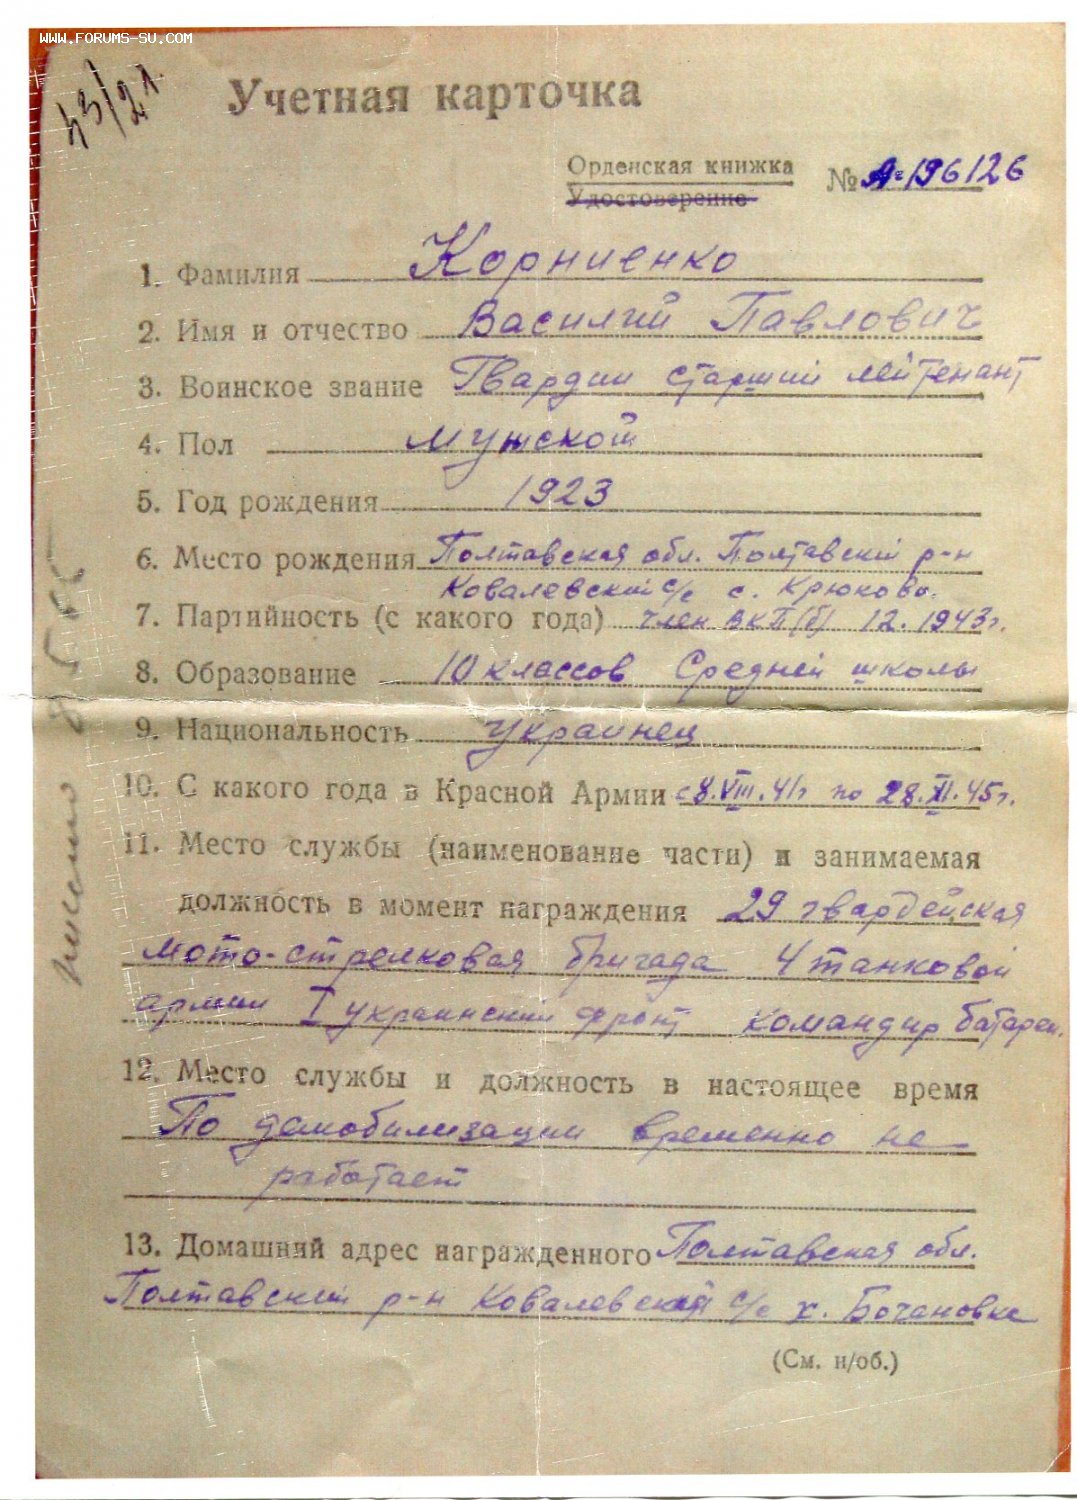 WWW.FORUMS-SU.COM
43/21.
Учетная карточка
Орденская книжка
Удостоверение
№ А-196126
1. Фамилия Корниенко
2. Имя и отчество Василий Павлович
3. Воинское звание Гвардии старший лейтенант
4. Пол мужской
5. Год рождения 1923
6. Место рождения Полтавская обл. Полтавский р-н
Ковалевский с/с с. Крюково.
7. Партийность (с какого года) член ВКП(б) 12.1943г.
8. Образование 10 классов Средней школы
9. Национальность украинец
10. С какого года в Красной Армии с 8.VIII.41г по 28.XI.45г.
11. Место службы (наименование части) и занимаемая
должность в момент награждения 29 гвардейская
мото-стрелковая бригада 4 танковой
армии I украинский фронт командир батареи.
12. Место службы и должность в настоящее время
По демобилизации временно не
работает
13. Домашний адрес награжденного Полтавская обл.
Полтавский р-н Ковалевский с/с х. Бочановка
(См. н/об.)